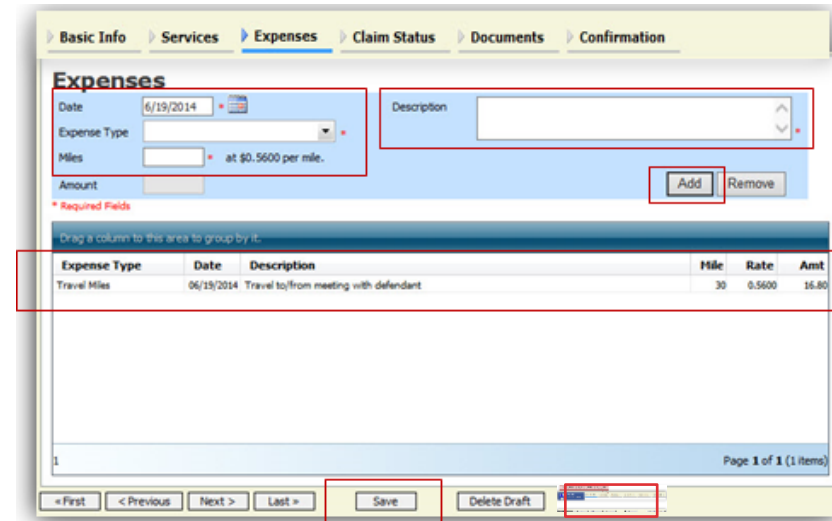 Basic Info Services Expenses Claim Status Documents Confirmation
Expenses
Date 6/19/2014 * Description *
Expense Type *
Miles * at $0.5600 per mile.
Amount Add Remove
* Required Fields
Drag a column to this area to group by it.
Expense Type Date Description Mile Rate Amt
Travel Miles 06/19/2014 Travel to/from meeting with defendant 30 0.5600 16.80
1 Page 1 of 1 (1 items)
« First < Previous Next > Last » Save Delete Draft